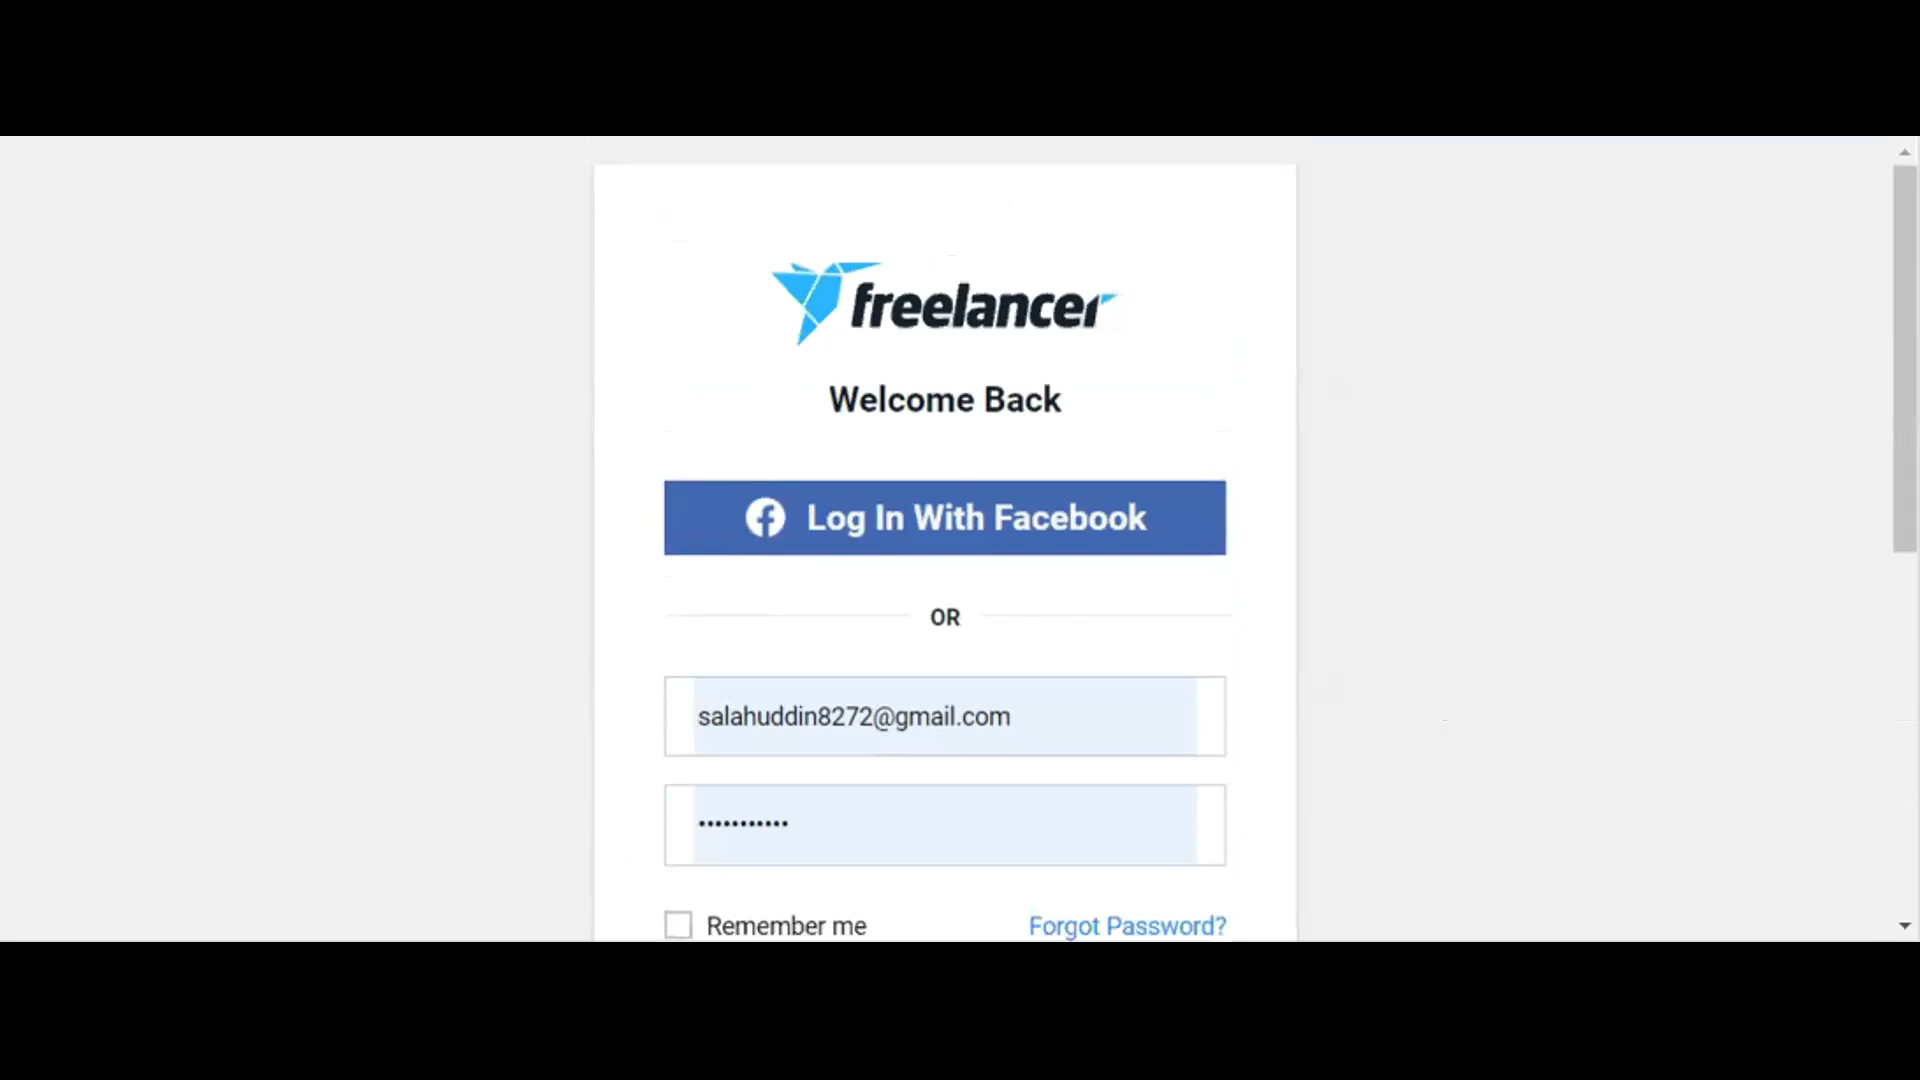 freelancer
Welcome Back
Log In With Facebook
OR
salahuddin8272@gmail.com
•••••••••••
Remember me
Forgot Password?